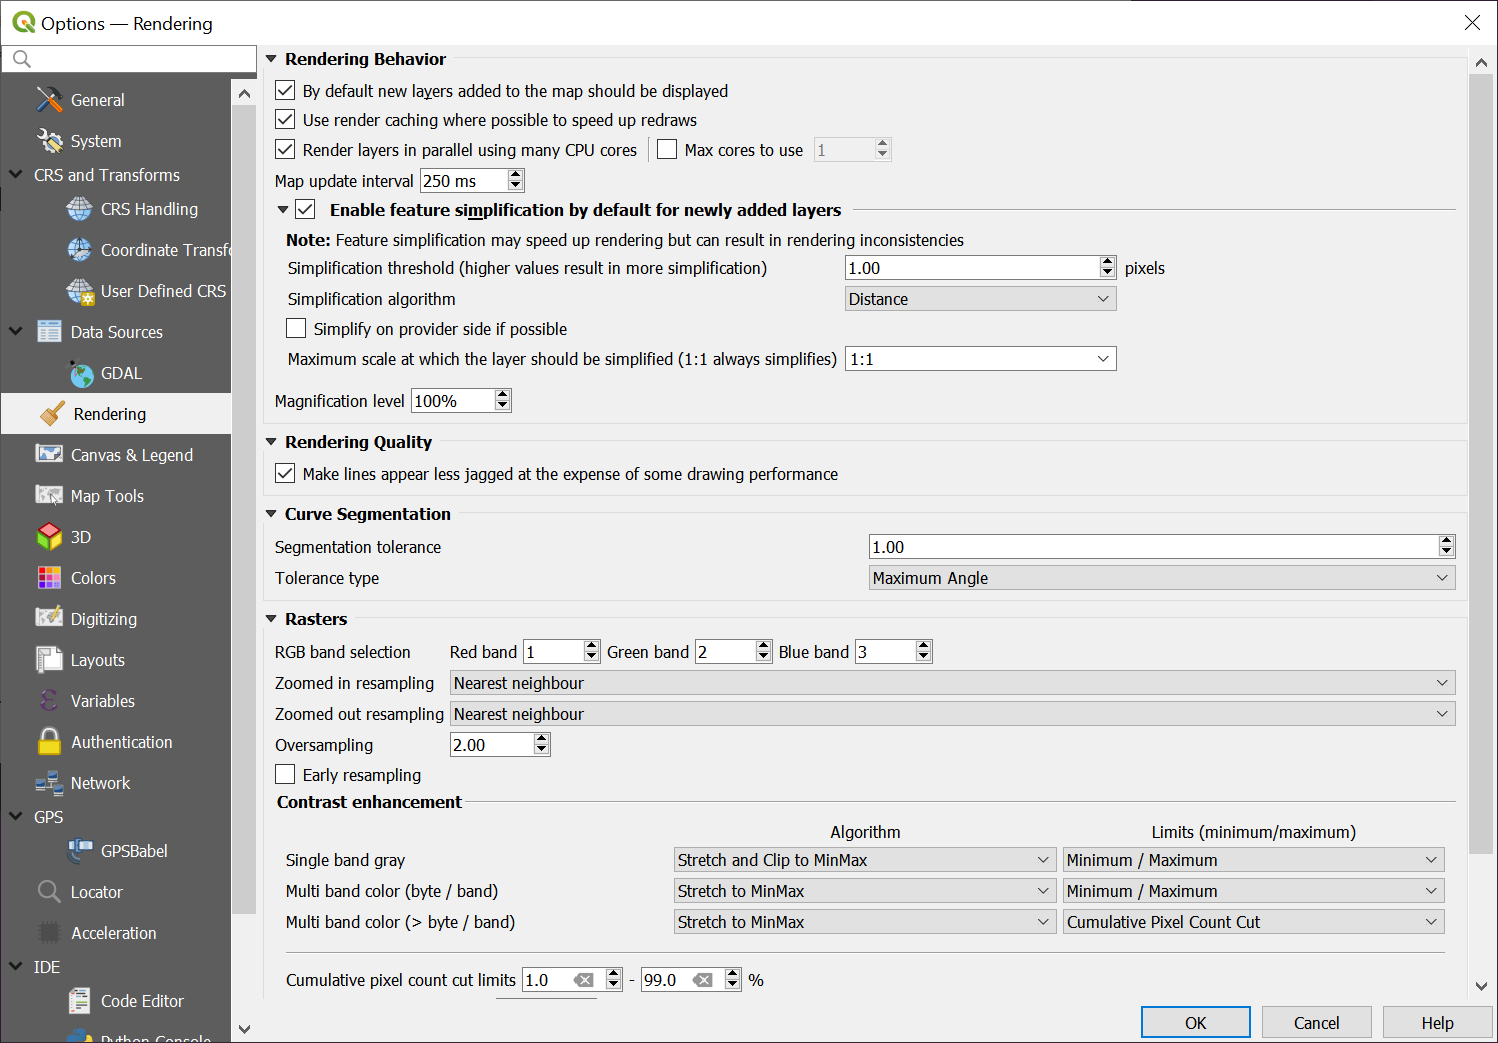 Options — Rendering
General
System
CRS and Transforms
CRS Handling
Coordinate Transfo
User Defined CRS
Data Sources
GDAL
Rendering
Canvas & Legend
Map Tools
3D
Colors
Digitizing
Layouts
Variables
Authentication
Network
GPS
GPSBabel
Locator
Acceleration
IDE
Code Editor
Python Console
Rendering Behavior
By default new layers added to the map should be displayed
Use render caching where possible to speed up redraws
Render layers in parallel using many CPU cores Max cores to use 1
Map update interval 250 ms
Enable feature simplification by default for newly added layers
Note: Feature simplification may speed up rendering but can result in rendering inconsistencies
Simplification threshold (higher values result in more simplification) 1.00 pixels
Simplification algorithm Distance
Simplify on provider side if possible
Maximum scale at which the layer should be simplified (1:1 always simplifies) 1:1
Magnification level 100%
Rendering Quality
Make lines appear less jagged at the expense of some drawing performance
Curve Segmentation
Segmentation tolerance 1.00
Tolerance type Maximum Angle
Rasters
RGB band selection Red band 1 Green band 2 Blue band 3
Zoomed in resampling Nearest neighbour
Zoomed out resampling Nearest neighbour
Oversampling 2.00
Early resampling
Contrast enhancement
Algorithm Limits (minimum/maximum)
Single band gray Stretch and Clip to MinMax Minimum / Maximum
Multi band color (byte / band) Stretch to MinMax Minimum / Maximum
Multi band color (> byte / band) Stretch to MinMax Cumulative Pixel Count Cut
Cumulative pixel count cut limits 1.0 - 99.0 %
OK Cancel Help